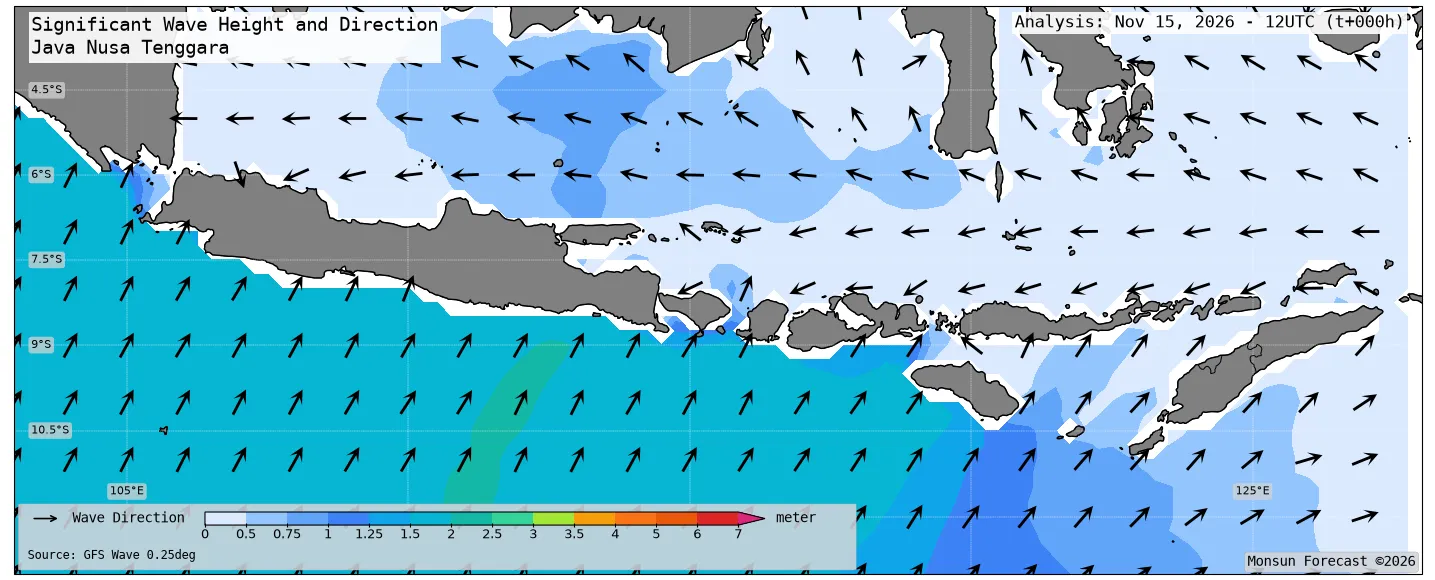 Significant Wave Height and Direction
Java Nusa Tenggara
Analysis: Nov 15, 2026 - 12UTC (t+000h)
4.5°S
6°S
7.5°S
9°S
10.5°S
105°E
125°E
Wave Direction
0 0.5 0.75 1 1.25 1.5 2 2.5 3 3.5 4 5 6 7
meter
Source: GFS Wave 0.25deg
Monsun Forecast ©2026